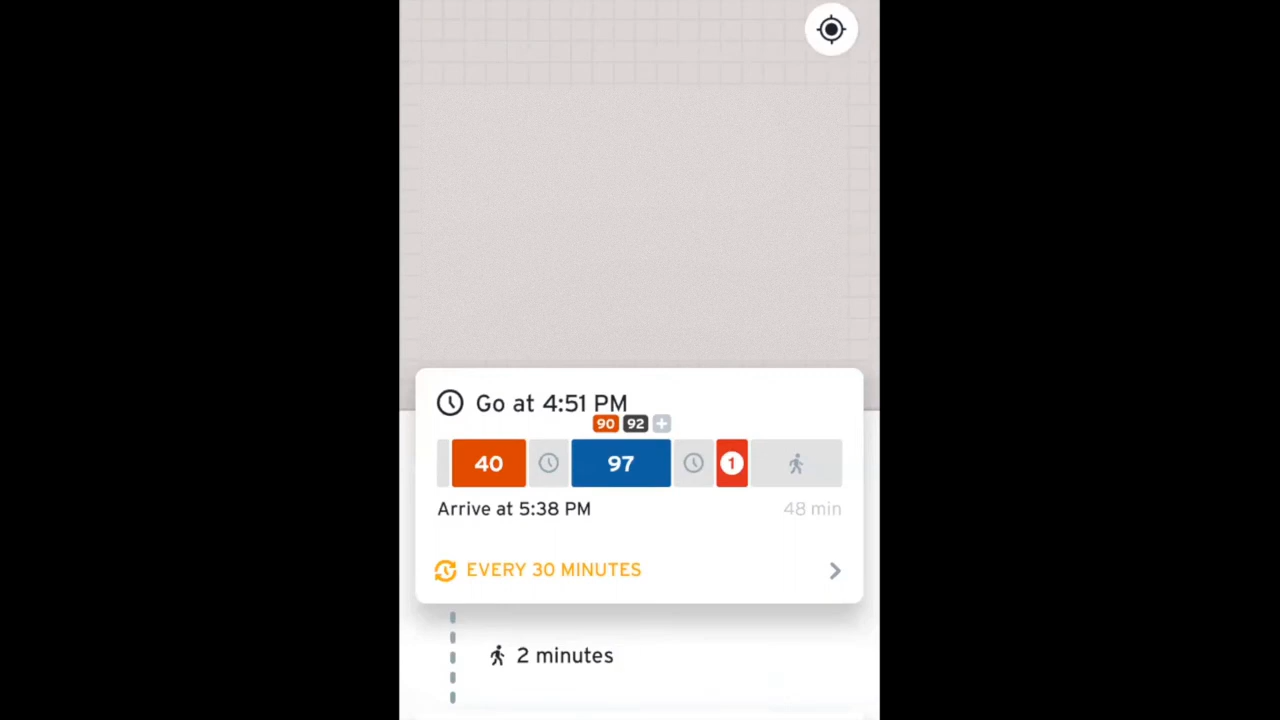 Go at 4:51 PM
90 92 +
40 97 1
Arrive at 5:38 PM 48 min
EVERY 30 MINUTES
2 minutes